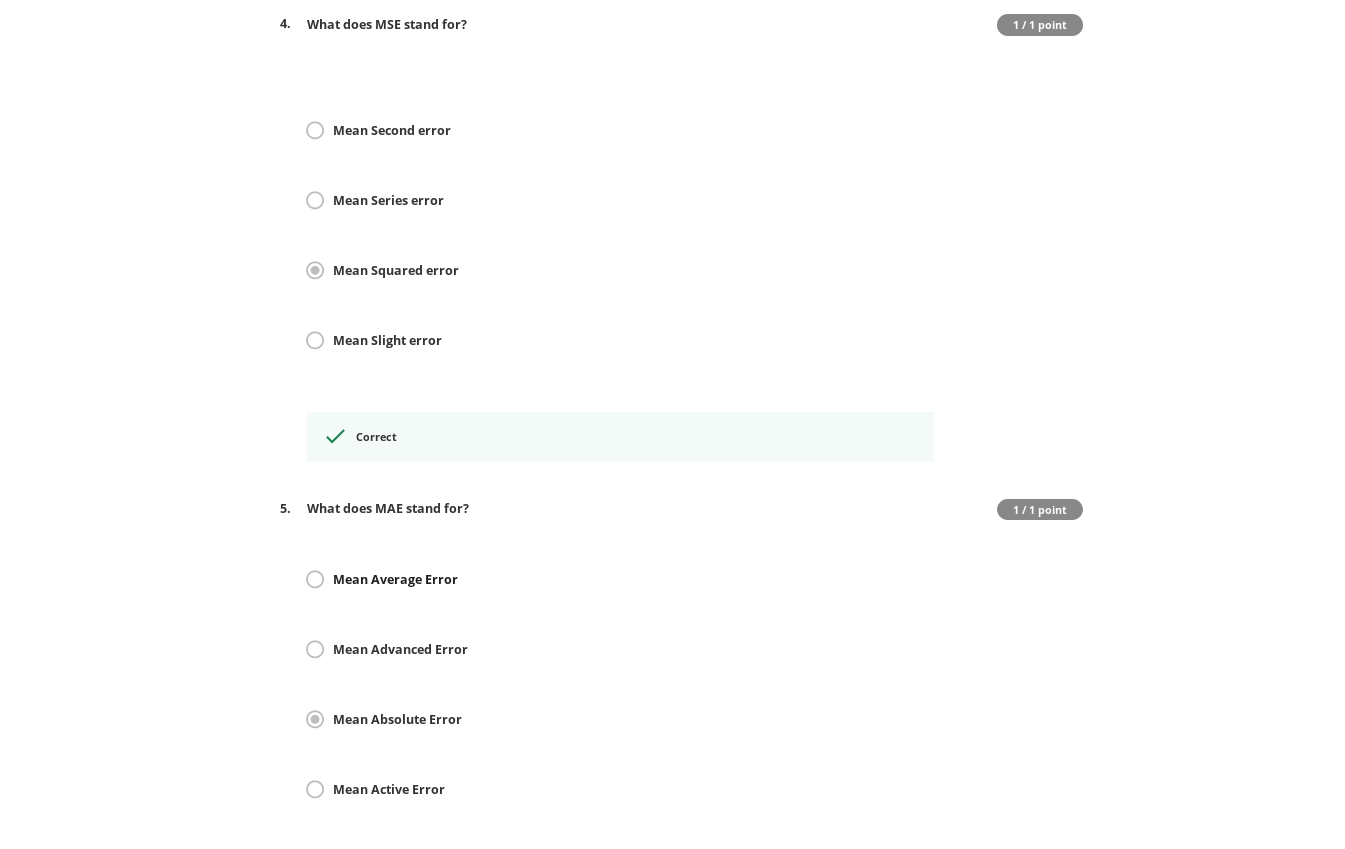 4. What does MSE stand for? 1 / 1 point
Mean Second error
Mean Series error
Mean Squared error
Mean Slight error
Correct
5. What does MAE stand for? 1 / 1 point
Mean Average Error
Mean Advanced Error
Mean Absolute Error
Mean Active Error